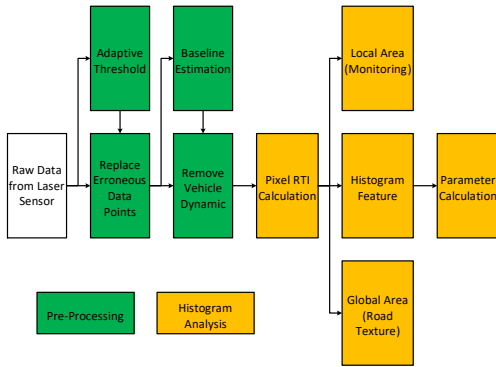 Adaptive
Threshold
Baseline
Estimation
Local Area
(Monitoring)
Raw Data
from Laser
Sensor
Replace
Erroneous
Data
Points
Remove
Vehicle
Dynamic
Pixel RTI
Calculation
Histogram
Feature
Parameter
Calculation
Global Area
(Road
Texture)
Pre-Processing
Histogram
Analysis